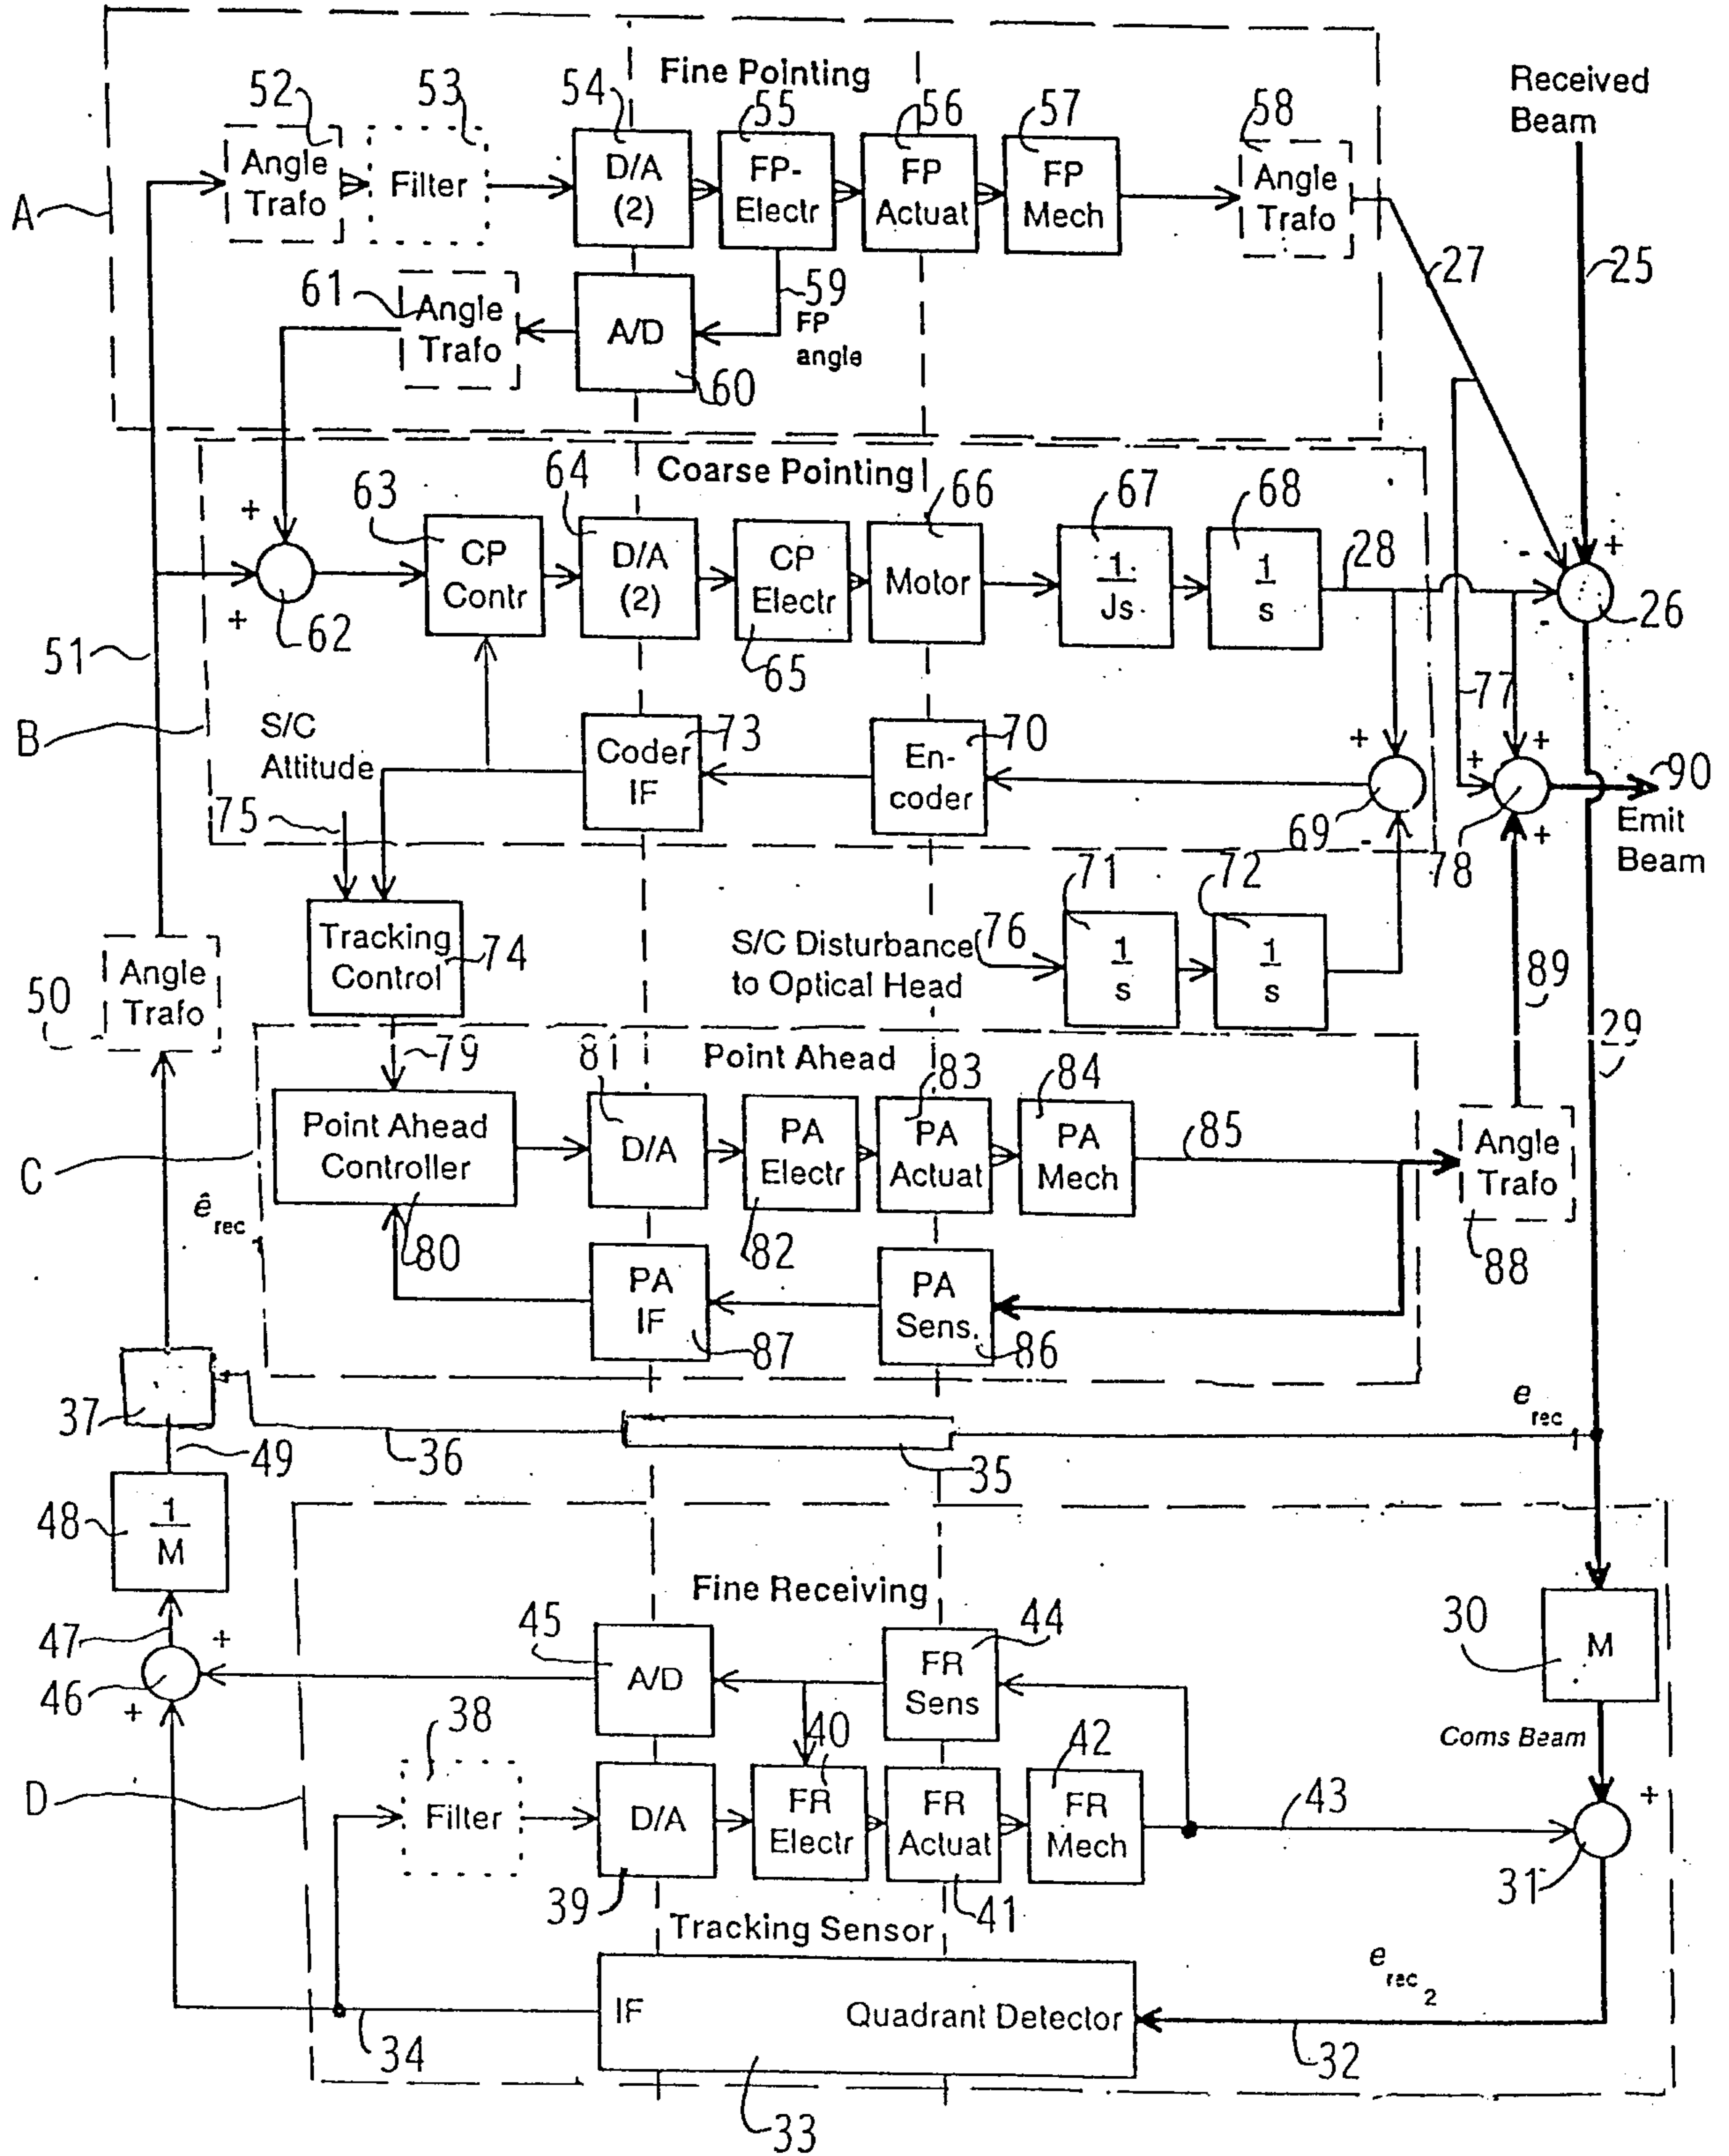 Fine Pointing
Received
Beam
52
53
54
55
56
57
58
Angle
Trafo
Filter
D/A
(2)
FP-
Electr
FP
Actuat
FP
Mech
Angle
Trafo
A
27
25
61
Angle
Trafo
A/D
59
FP
angle
60
Coarse Pointing
63
64
66
67
68
+
CP
Contr
D/A
(2)
CP
Electr
Motor
1
Js
1
s
28
-
+
-
26
+
62
65
51
77
B
S/C
Attitude
75
Coder
IF
73
En-
coder
70
+
69
-
+
+
+
78
90
Emit
Beam
71
72
Tracking
Control
74
S/C Disturbance
to Optical Head
76
1
s
1
s
89
29
50
Angle
Trafo
79
81
Point Ahead
83
84
Point Ahead
Controller
D/A
PA
Electr
PA
Actuat
PA
Mech
85
Angle
Trafo
C
ê rec
80
82
88
PA
IF
87
PA
Sens.
86
37
36
35
e rec 1
49
48
1
M
Fine Receiving
47
+
46
+
45
A/D
44
FR
Sens
30
M
Coms Beam
38
40
42
D
Filter
D/A
FR
Electr
FR
Actuat
FR
Mech
43
+
31
39
41
Tracking Sensor
e rec 2
IF
Quadrant Detector
34
32
33